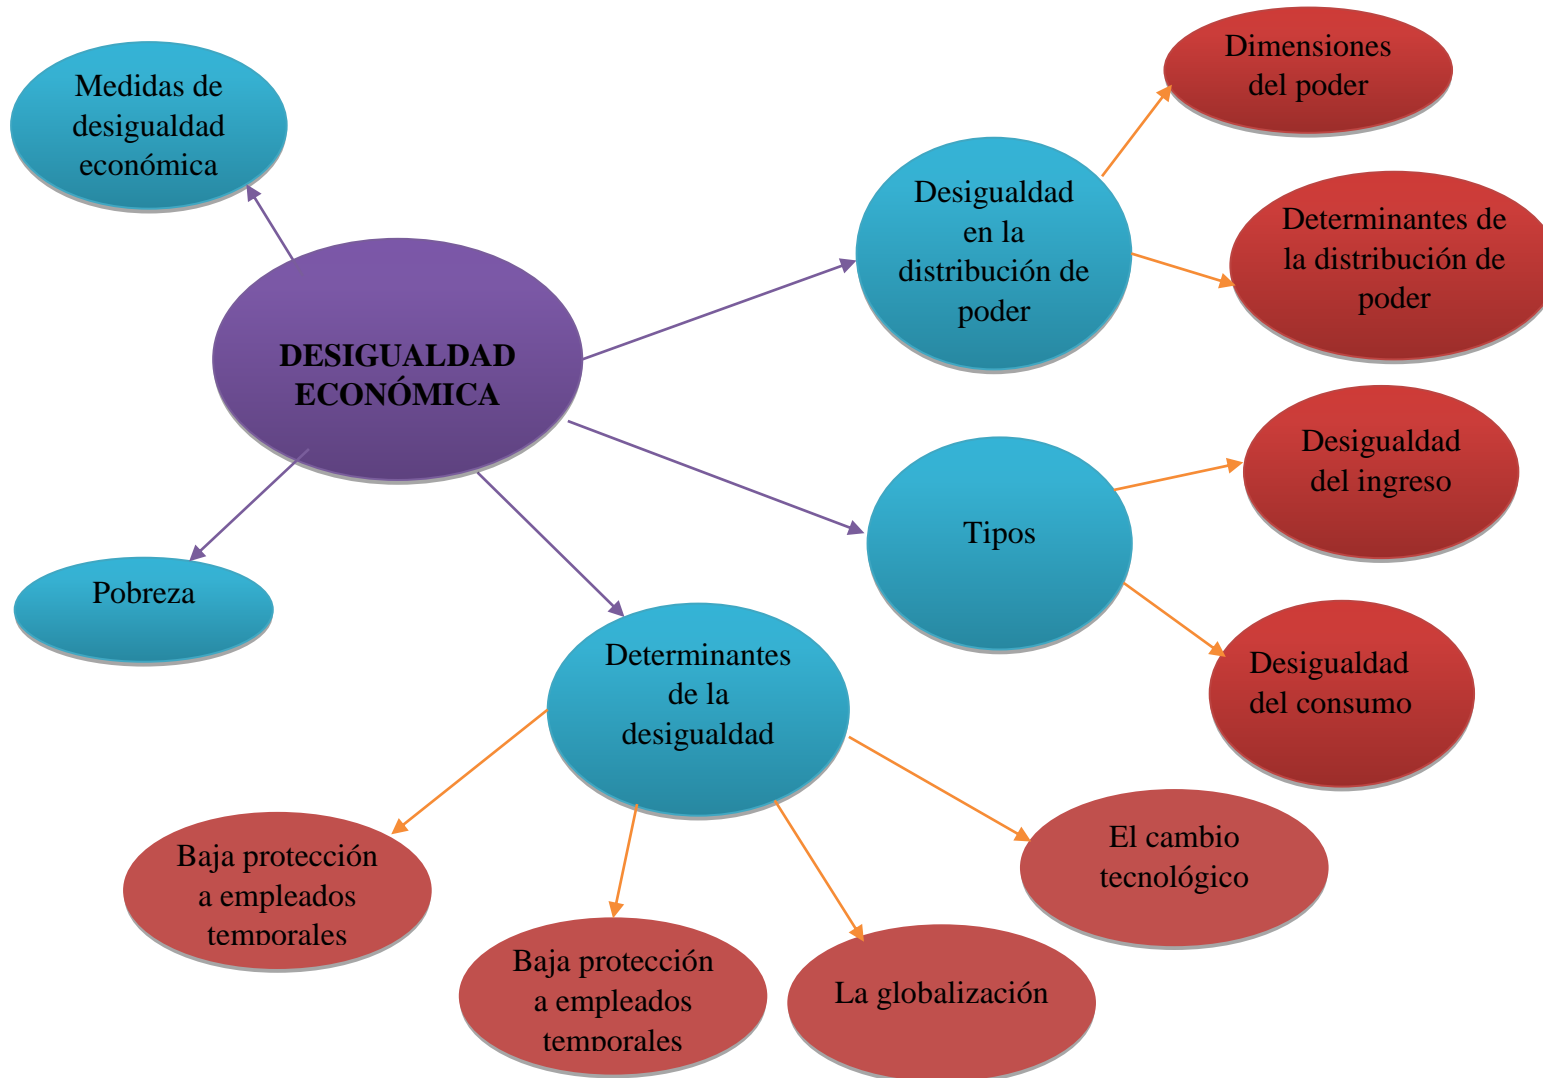 Medidas de
desigualdad
económica
DESIGUALDAD
ECONÓMICA
Pobreza
Desigualdad
en la
distribución de
poder
Dimensiones
del poder
Determinantes de
la distribución de
poder
Tipos
Desigualdad
del ingreso
Desigualdad
del consumo
Determinantes
de la
desigualdad
Baja protección
a empleados
temporales
Baja protección
a empleados
temporales
La globalización
El cambio
tecnológico